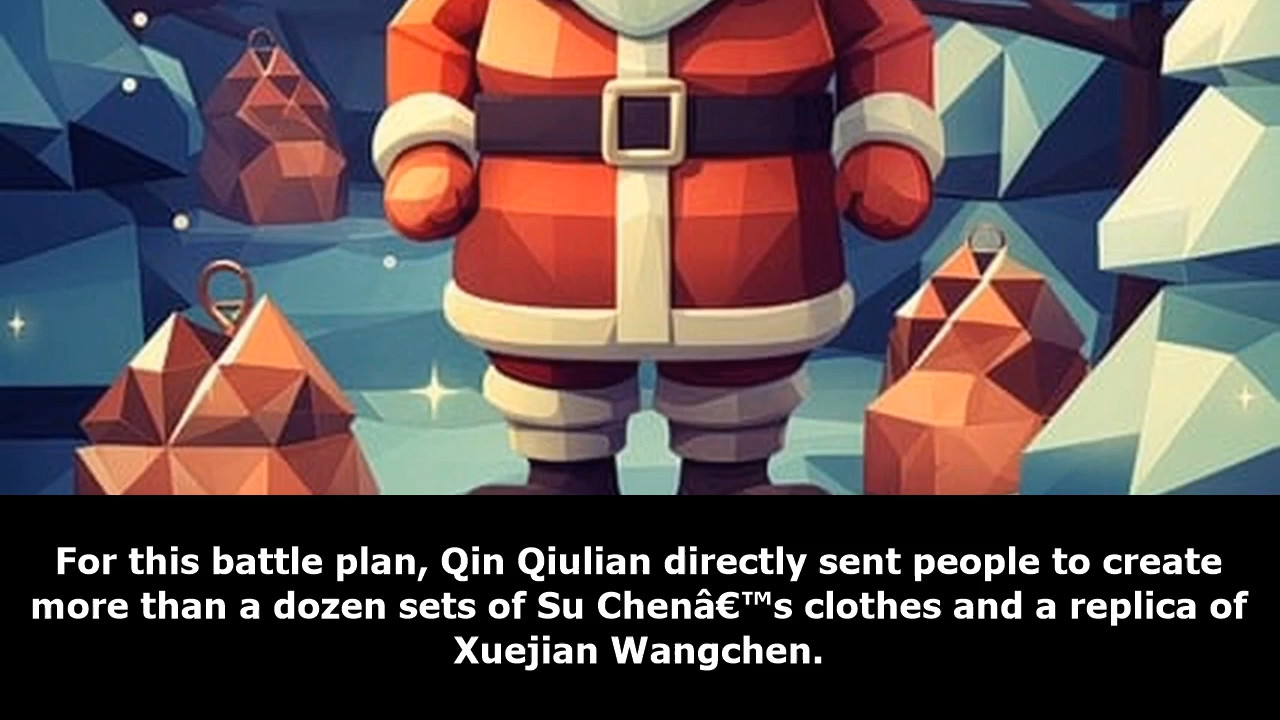 For this battle plan, Qin Qiulian directly sent people to create
more than a dozen sets of Su Chenâ€™s clothes and a replica of
Xuejian Wangchen.